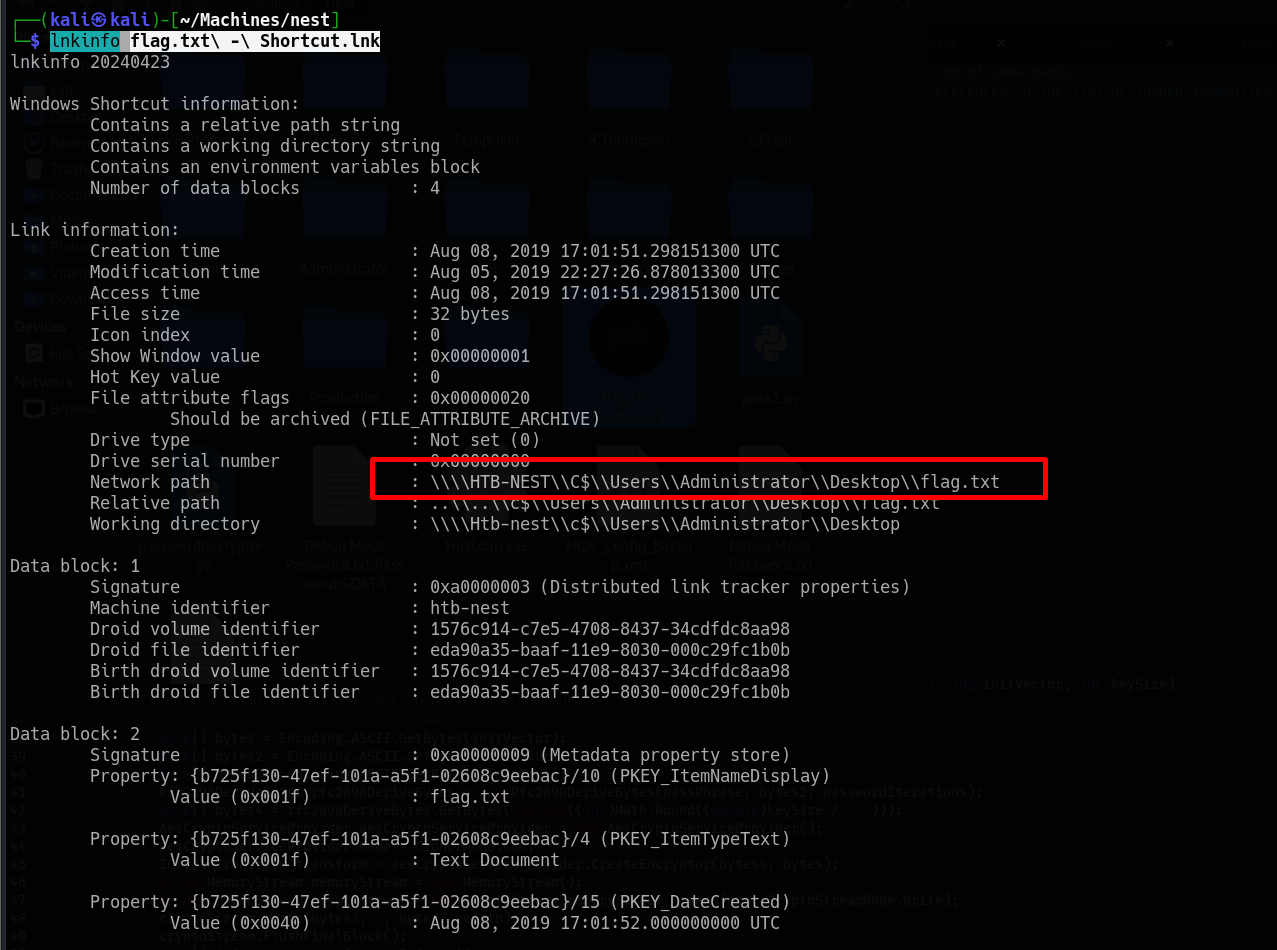 ┌──(kali㉿kali)-[~/Machines/nest]
└─$ lnkinfo flag.txt\ -\ Shortcut.lnk
lnkinfo 20240423
Windows Shortcut information:
Contains a relative path string
Contains a working directory string
Contains an environment variables block
Number of data blocks : 4
Link information:
Creation time : Aug 08, 2019 17:01:51.298151300 UTC
Modification time : Aug 05, 2019 22:27:26.878013300 UTC
Access time : Aug 08, 2019 17:01:51.298151300 UTC
File size : 32 bytes
Icon index : 0
Show Window value : 0x00000001
Hot Key value : 0
File attribute flags : 0x00000020
Should be archived (FILE_ATTRIBUTE_ARCHIVE)
Drive type : Not set (0)
Drive serial number : 0x00000000
Network path : \\\\HTB-NEST\\C$\\Users\\Administrator\\Desktop\\flag.txt
Relative path : ..\\..\\c$\\Users\\Administrator\\Desktop\\flag.txt
Working directory : \\\\Htb-nest\\c$\\Users\\Administrator\\Desktop
Data block: 1
Signature : 0xa0000003 (Distributed link tracker properties)
Machine identifier : htb-nest
Droid volume identifier : 1576c914-c7e5-4708-8437-34cdfdc8aa98
Droid file identifier : eda90a35-baaf-11e9-8030-000c29fc1b0b
Birth droid volume identifier : 1576c914-c7e5-4708-8437-34cdfdc8aa98
Birth droid file identifier : eda90a35-baaf-11e9-8030-000c29fc1b0b
Data block: 2
Signature : 0xa0000009 (Metadata property store)
Property: {b725f130-47ef-101a-a5f1-02608c9eebac}/10 (PKEY_ItemNameDisplay)
Value (0x001f) : flag.txt
Property: {b725f130-47ef-101a-a5f1-02608c9eebac}/4 (PKEY_ItemTypeText)
Value (0x001f) : Text Document
Property: {b725f130-47ef-101a-a5f1-02608c9eebac}/15 (PKEY_DateCreated)
Value (0x0040) : Aug 08, 2019 17:01:52.000000000 UTC